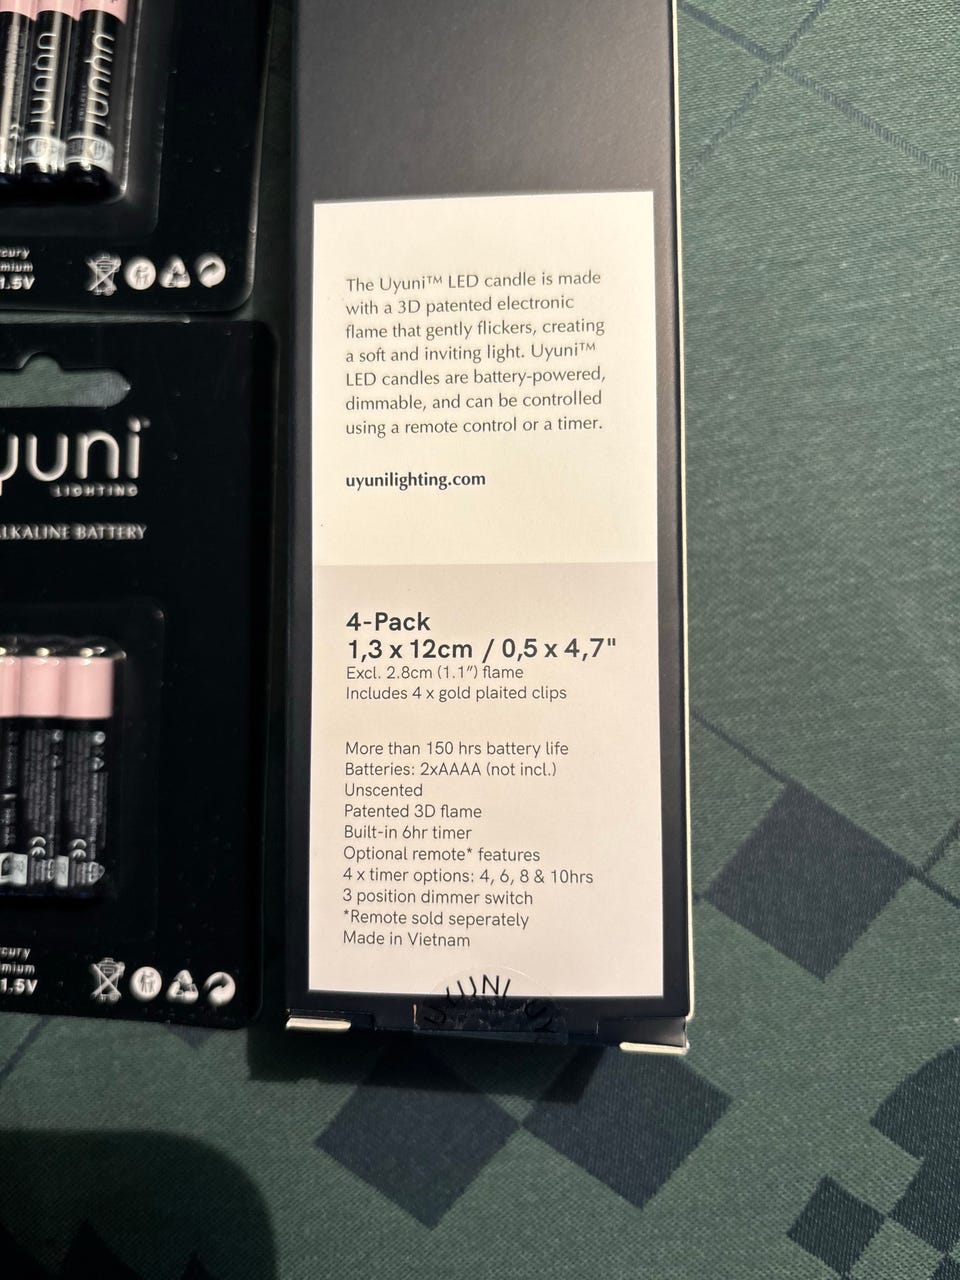 uyuni
uyuni
1.5V
uyuni
LIGHTING
ALKALINE BATTERY
1.5V
The Uyuni™ LED candle is made
with a 3D patented electronic
flame that gently flickers, creating
a soft and inviting light. Uyuni™
LED candles are battery-powered,
dimmable, and can be controlled
using a remote control or a timer.
uyunilighting.com
4-Pack
1,3 x 12cm / 0,5 x 4,7"
Excl. 2.8cm (1.1”) flame
Includes 4 x gold plaited clips
More than 150 hrs battery life
Batteries: 2xAAAA (not incl.)
Unscented
Patented 3D flame
Built-in 6hr timer
Optional remote* features
4 x timer options: 4, 6, 8 & 10hrs
3 position dimmer switch
*Remote sold seperately
Made in Vietnam
UYUNI